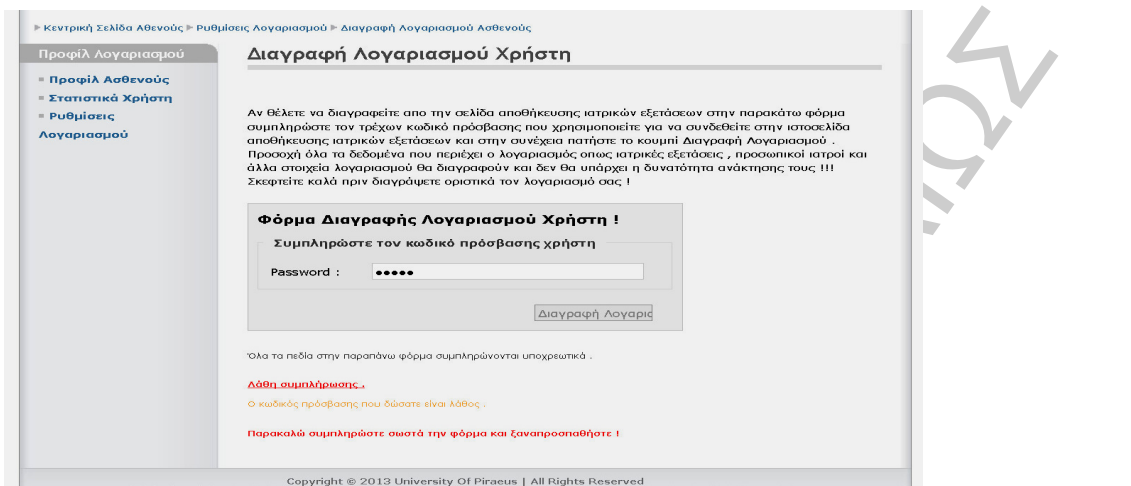 Κεντρική Σελίδα Αθενούς Ρυθμίσεις Λογαριασμού Διαγραφή Λογαριασμού Ασθενούς
Προφίλ Λογαριασμού
Προφίλ Ασθενούς
Στατιστικά Χρήστη
Ρυθμίσεις
Λογαριασμού
Διαγραφή Λογαριασμού Χρήστη
Αν θέλετε να διαγραφείτε απο την σελίδα αποθήκευσης ιατρικών εξετάσεων στην παρακάτω φόρμα
συμπληρώστε τον τρέχων κωδικό πρόσβασης που χρησιμοποιείτε για να συνδεθείτε στην ιστοσελίδα
αποθήκευσης ιατρικών εξετάσεων και στην συνέχεια πατήστε το κουμπί Διαγραφή Λογαριασμού .
Προσοχή όλα τα δεδομένα που περιέχει ο λογαριασμός οπως ιατρικές εξετάσεις , προσωπικοί ιατροί και
άλλα στοιχεία λογαριασμού θα διαγραφούν και δεν θα υπάρχει η δυνατότητα ανάκτησης τους !!!
Σκεφτείτε καλά πριν διαγράψετε οριστικά τον λογαριασμό σας !
Φόρμα Διαγραφής Λογαριασμού Χρήστη !
Συμπληρώστε τον κωδικό πρόσβασης χρήστη
Password : •••••
Διαγραφή Λογαρια
Όλα τα πεδία στην παραπάνω φόρμα συμπληρώνονται υποχρεωτικά .
Λάθη συμπλήρωσης .
Ο κωδικός πρόσβασης που δώσατε είναι λάθος .
Παρακαλώ συμπληρώστε σωστά την φόρμα και ξαναπροσπαθήστε !
Copyright © 2013 University Of Piraeus | All Rights Reserved